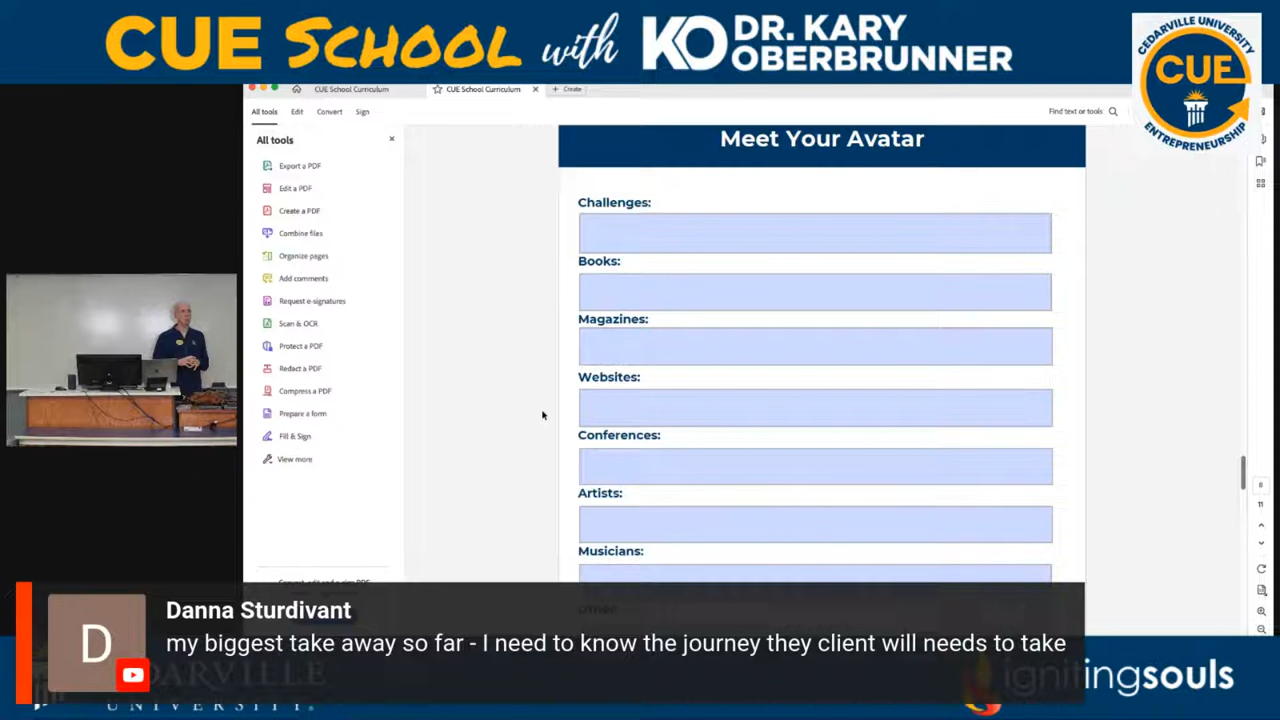 CUE SCHOOL with KO DR. KARY OBERBRUNNER
CEDARVILLE UNIVERSITY
CUE
ENTREPRENEURSHIP
CUE School Curriculum
CUE School Curriculum
Create
All tools Edit Convert Sign
Find text or tools
All tools
Export a PDF
Edit a PDF
Create a PDF
Combine files
Organize pages
Add comments
Request e-signatures
Scan & OCR
Protect a PDF
Redact a PDF
Compress a PDF
Prepare a form
Fill & Sign
View more
Meet Your Avatar
Challenges:
Books:
Magazines:
Websites:
Conferences:
Artists:
Musicians:
8
11
D
Danna Sturdivant
my biggest take away so far - I need to know the journey they client will needs to take
UNIVERSITY.
ignitingsouls